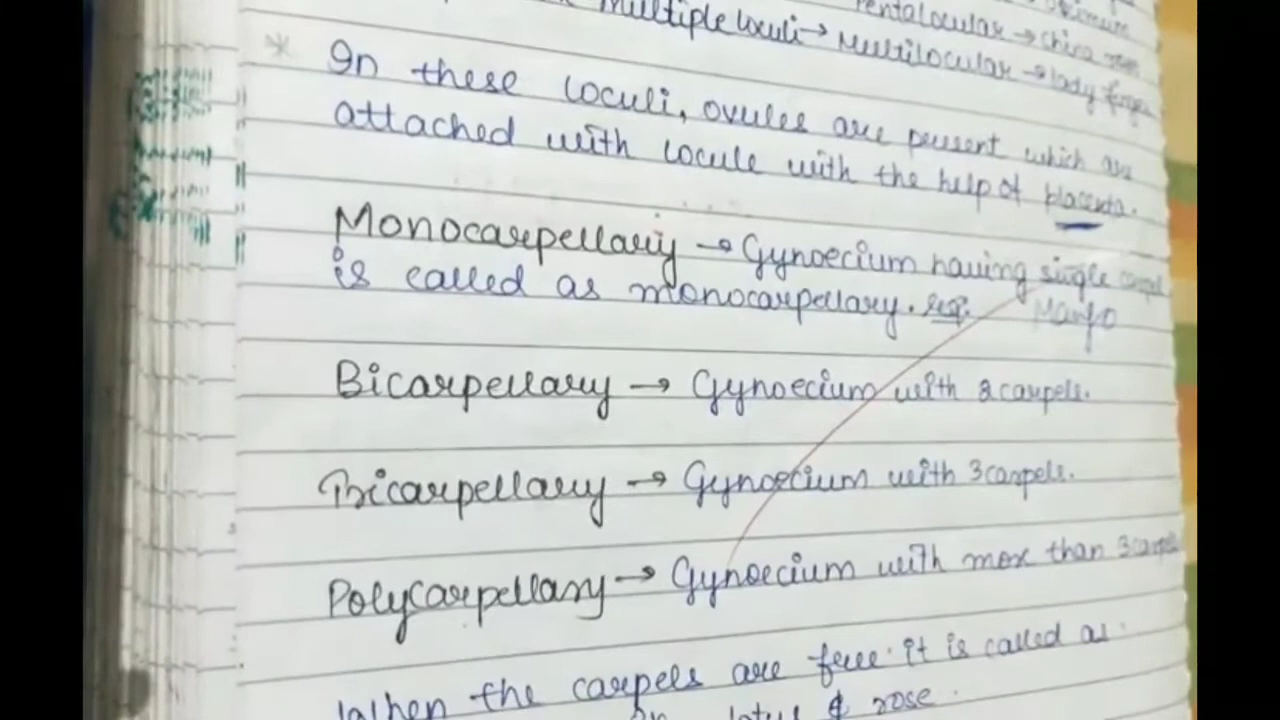 Pentalocular → China rose
Multiple loculi → Multilocular → lady finger
* In these loculi, ovules are present which are
attached with locule with the help of placenta.
Monocarpellary → Gynoecium having single carpel
is called as monocarpellary. eg. Mango
Bicarpellary → Gynoecium with 2 carpels.
Tricarpellary → Gynoecium with 3 carpels.
Polycarpellary → Gynoecium with more than 3 carpels
When the carpels are free it is called as
lotus & rose.